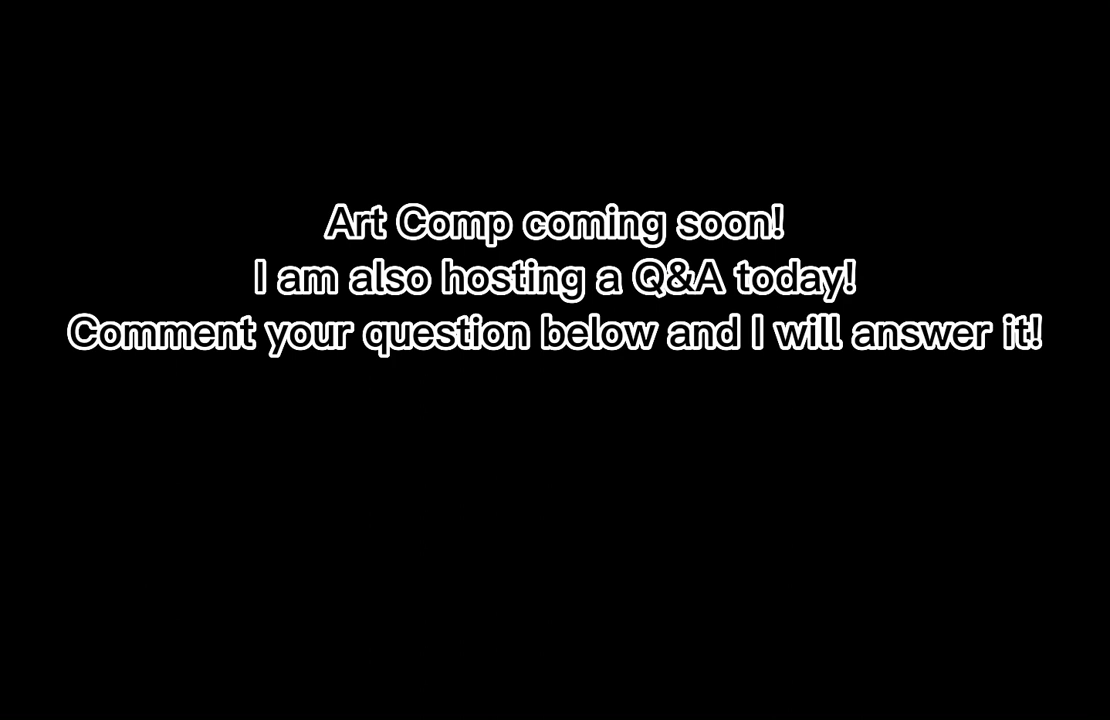 Art Comp coming soon!
I am also hosting a Q&A today!
Comment your question below and I will answer it!